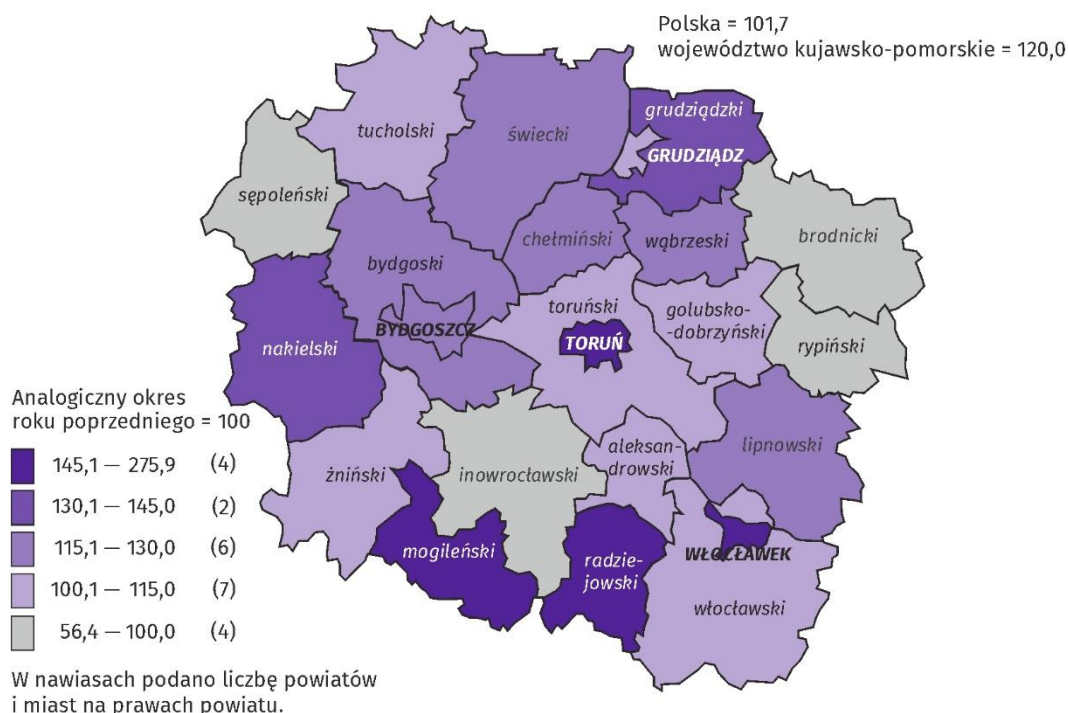 Polska = 101,7
województwo kujawsko-pomorskie = 120,0
grudziądzki
tucholski
świecki
GRUDZIĄDZ
sępoleński
chełmiński
wąbrzeski
brodnicki
bydgoski
toruński
golubsko-
-dobrzyński
BYDGOSZCZ
TORUŃ
nakielski
rypiński
Analogiczny okres
roku poprzedniego = 100
145,1 — 275,9 (4)
130,1 — 145,0 (2)
115,1 — 130,0 (6)
100,1 — 115,0 (7)
56,4 — 100,0 (4)
żniński
inowrocławski
aleksan-
drowski
lipnowski
mogileński
radzie-
jowski
WŁOCŁAWEK
włocławski
W nawiasach podano liczbę powiatów
i miast na prawach powiatu.